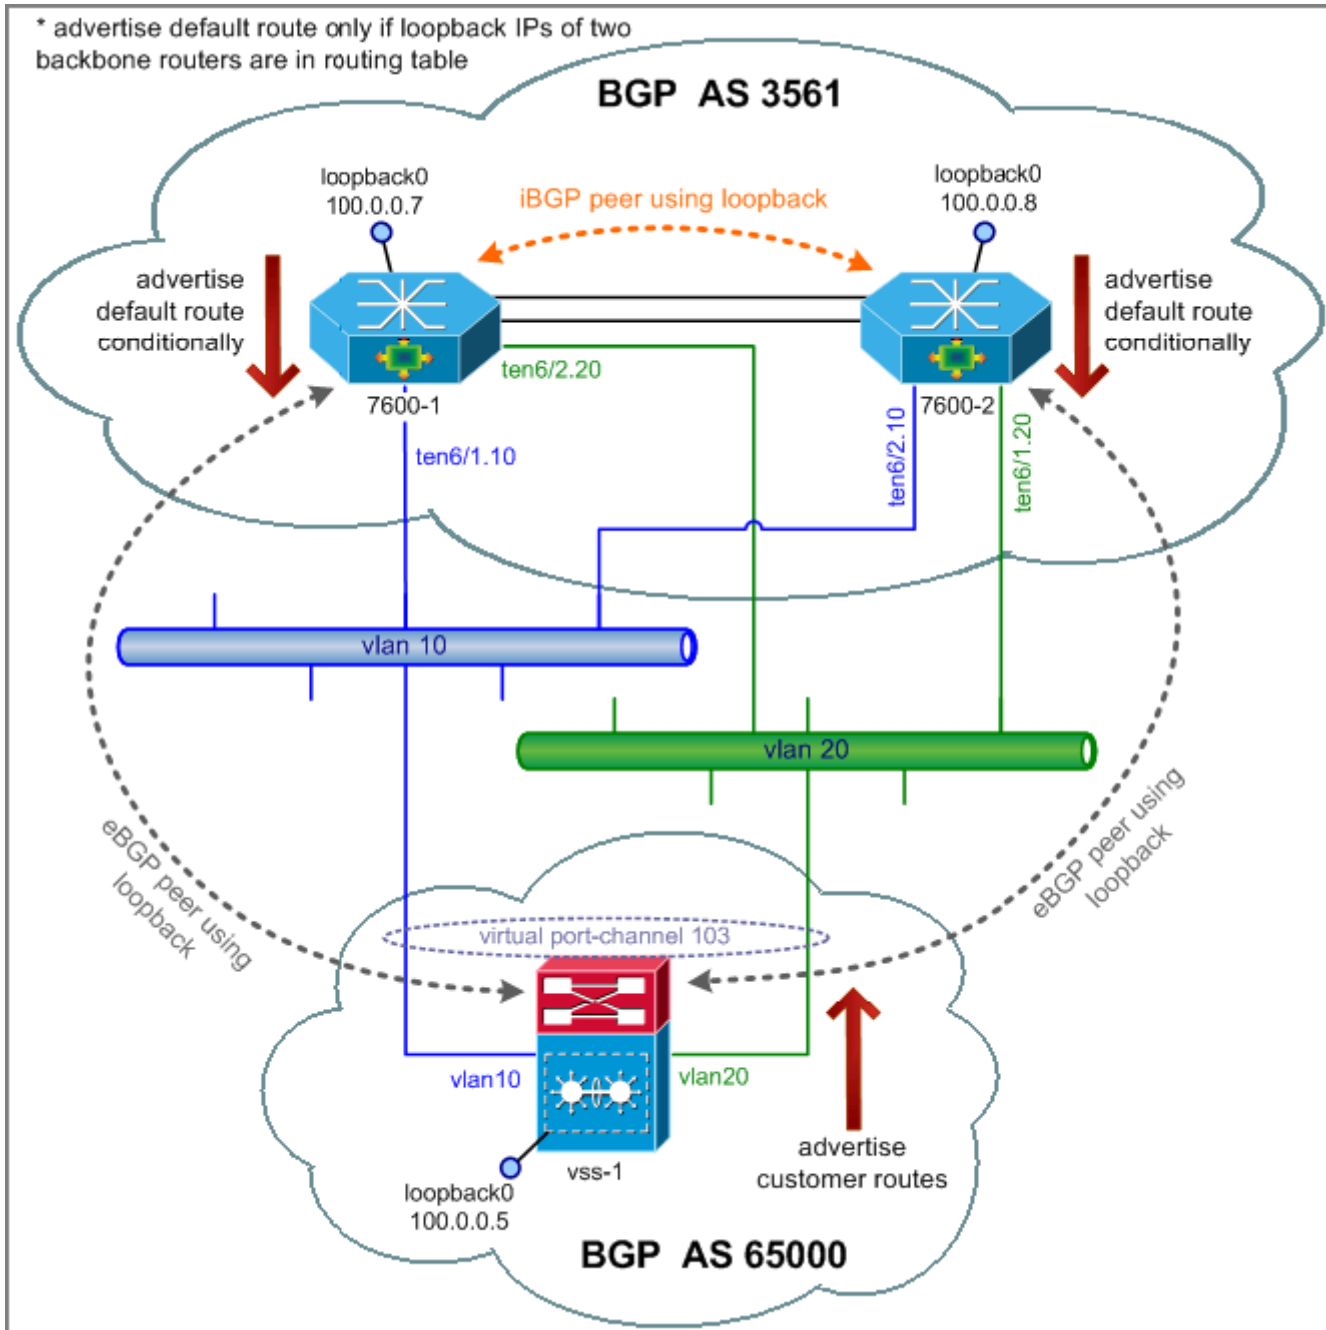 * advertise default route only if loopback IPs of two
backbone routers are in routing table
BGP AS 3561
loopback0
100.0.0.7
iBGP peer using loopback
loopback0
100.0.0.8
advertise
default route
conditionally
advertise
default route
conditionally
ten6/2.20
7600-1
7600-2
ten6/1.10
ten6/2.10
ten6/1.20
vlan 10
vlan 20
eBGP peer using
loopback
eBGP peer using
loopback
virtual port-channel 103
vlan10
vlan20
vss-1
advertise
customer routes
loopback0
100.0.0.5
BGP AS 65000